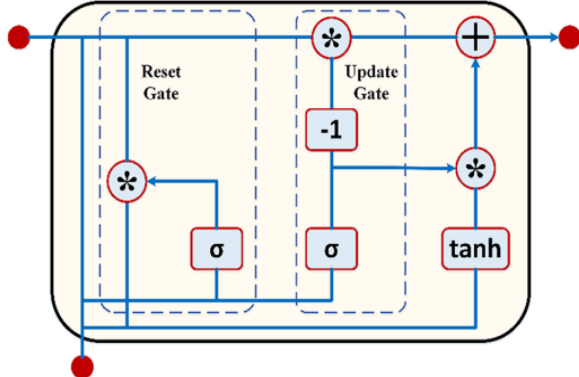 *
+
Reset
Gate
Update
Gate
-1
*
*
σ
σ
tanh